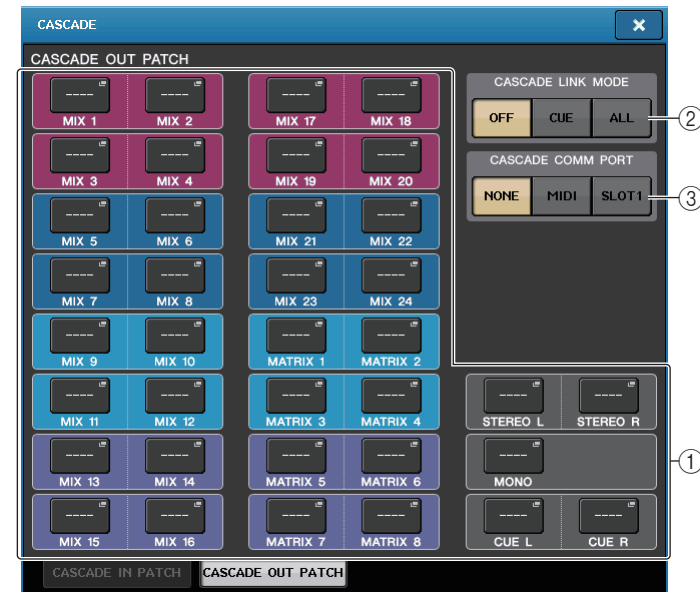 CASCADE
CASCADE OUT PATCH
---- ---- ---- ----
MIX 1 MIX 2 MIX 17 MIX 18
---- ---- ---- ----
MIX 3 MIX 4 MIX 19 MIX 20
---- ---- ---- ----
MIX 5 MIX 6 MIX 21 MIX 22
---- ---- ---- ----
MIX 7 MIX 8 MIX 23 MIX 24
---- ---- ---- ----
MIX 9 MIX 10 MATRIX 1 MATRIX 2
---- ---- ---- ----
MIX 11 MIX 12 MATRIX 3 MATRIX 4
---- ---- ---- ----
MIX 13 MIX 14 MATRIX 5 MATRIX 6
---- ---- ---- ----
MIX 15 MIX 16 MATRIX 7 MATRIX 8
CASCADE LINK MODE
OFF CUE ALL
②
CASCADE COMM PORT
NONE MIDI SLOT1
③
---- ----
STEREO L STEREO R
----
MONO
①
---- ----
CUE L CUE R
CASCADE IN PATCH CASCADE OUT PATCH